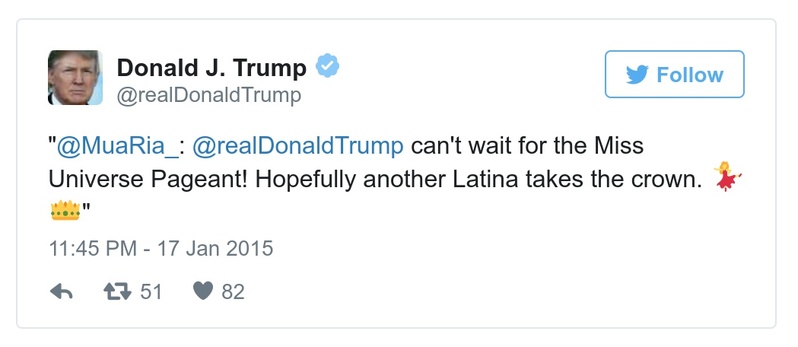 Donald J. Trump
@realDonaldTrump
Follow
"@MuaRia_: @realDonaldTrump can't wait for the Miss
Universe Pageant! Hopefully another Latina takes the crown. 💃
👑"
11:45 PM - 17 Jan 2015
51 82